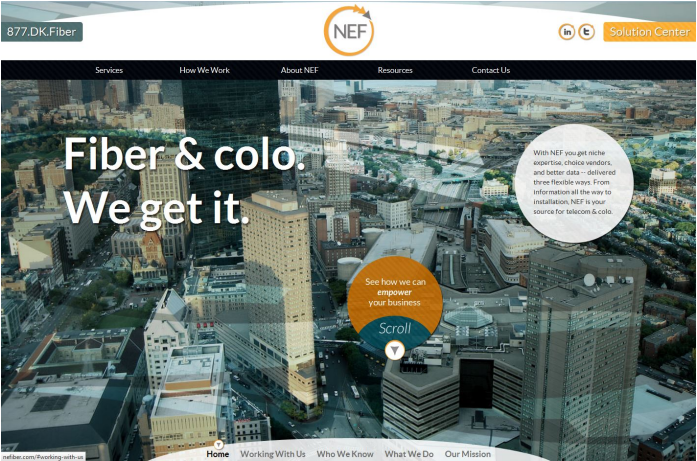 877.DK.Fiber
NEF
in
Solution Center
Services
How We Work
About NEF
Resources
Contact Us
Fiber & colo.
We get it.
With NEF you get niche
expertise, choice vendors,
and better data -- delivered
three flexible ways. From
information all the way to
installation, NEF is your
source for telecom & colo.
See how we can
empower
your business
Scroll
Home
Working With Us
Who We Know
What We Do
Our Mission
nefiber.com/#working-with-us